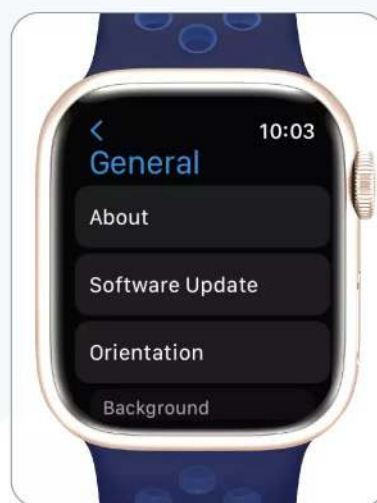 10:03
General
About
Software Update
Orientation
Background